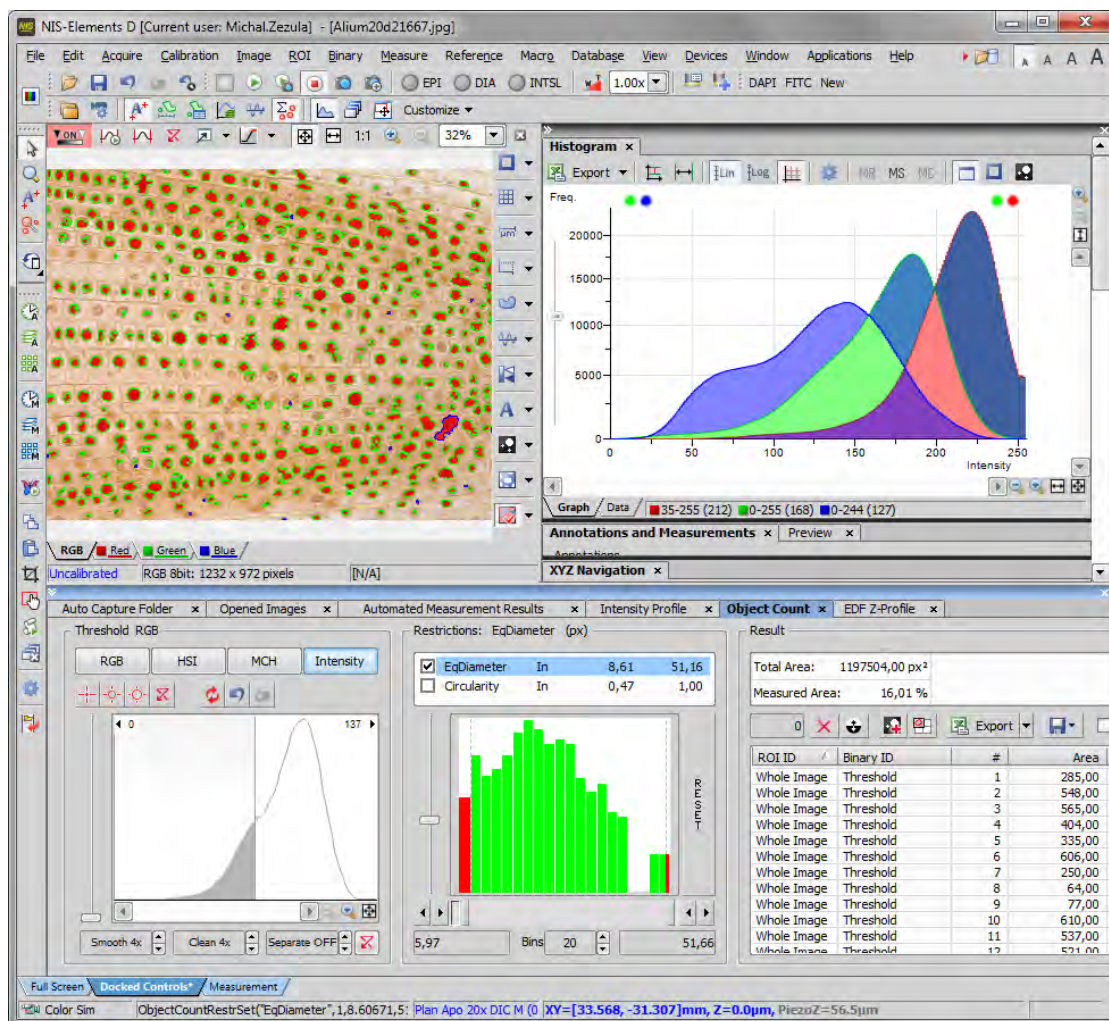 NIS-Elements D [Current user: Michal.Zezula] - [Alium20d21667.jpg]
File Edit Acquire Calibration Image ROI Binary Measure Reference Macro Database View Devices Window Applications Help
EPI DIA INTSL 1.00x DAPI FITC New
Customize
ON 1:1 32%
Histogram
Export Lin Log MR MS
Freq.
20000
15000
10000
5000
0
0 50 100 150 200 250
Intensity
Graph Data 35-255 (212) 0-255 (168) 0-244 (127)
Annotations and Measurements Preview
XYZ Navigation
RGB Red Green Blue
Uncalibrated RGB 8bit: 1232 x 972 pixels [N/A]
Auto Capture Folder Opened Images Automated Measurement Results Intensity Profile Object Count EDF Z-Profile
Threshold RGB
RGB HSI MCH Intensity
0 137
Smooth 4x Clean 4x Separate OFF
Restrictions: EqDiameter (px)
EqDiameter In 8,61 51,16
Circularity In 0,47 1,00
RESET
5,97 Bins 20 51,66
Result
Total Area: 1197504,00 px²
Measured Area: 16,01 %
0 Export
ROI ID Binary ID # Area
Whole Image Threshold 1 285,00
Whole Image Threshold 2 548,00
Whole Image Threshold 3 565,00
Whole Image Threshold 4 404,00
Whole Image Threshold 5 335,00
Whole Image Threshold 6 606,00
Whole Image Threshold 7 250,00
Whole Image Threshold 8 64,00
Whole Image Threshold 9 77,00
Whole Image Threshold 10 610,00
Whole Image Threshold 11 537,00
Whole Image Threshold 12 521,00
Full Screen Docked Controls* Measurement
Color Sim ObjectCountRestrSet("EqDiameter",1,8.60671,5: Plan Apo 20x DIC M (0 XY=[33.568, -31.307]mm, Z=0.0µm, PiezoZ=56.5µm